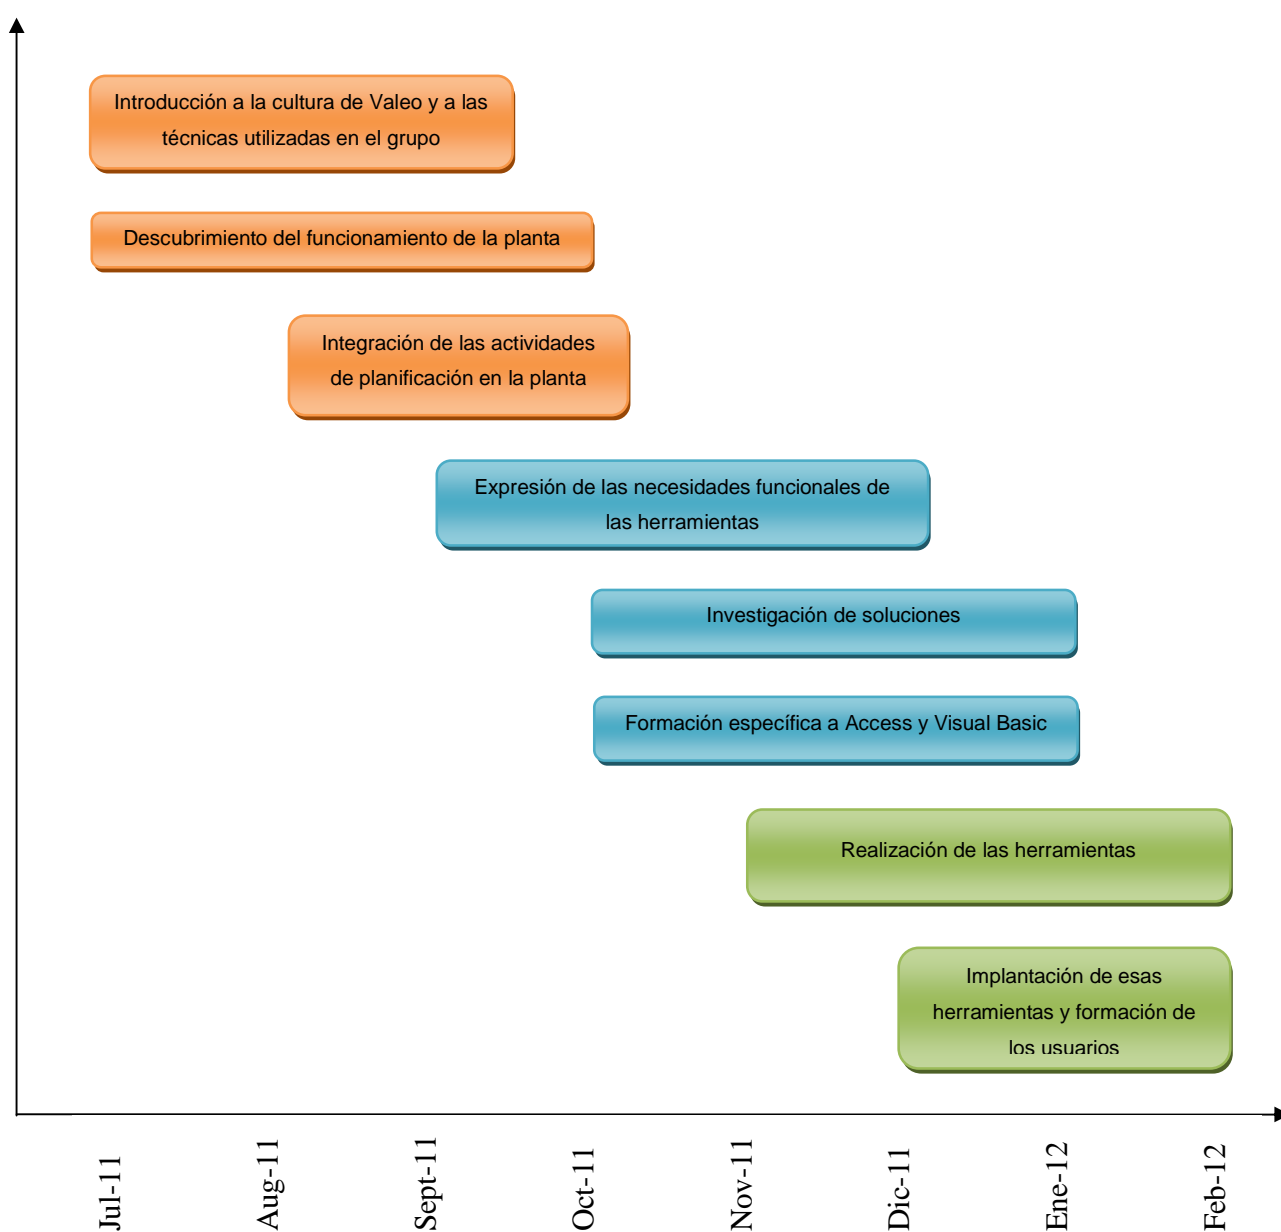 Introducción a la cultura de Valeo y a las
técnicas utilizadas en el grupo
Descubrimiento del funcionamiento de la planta
Integración de las actividades
de planificación en la planta
Expresión de las necesidades funcionales de
las herramientas
Investigación de soluciones
Formación específica a Access y Visual Basic
Realización de las herramientas
Implantación de esas
herramientas y formación de
los usuarios
Jul-11
Aug-11
Sept-11
Oct-11
Nov-11
Dic-11
Ene-12
Feb-12